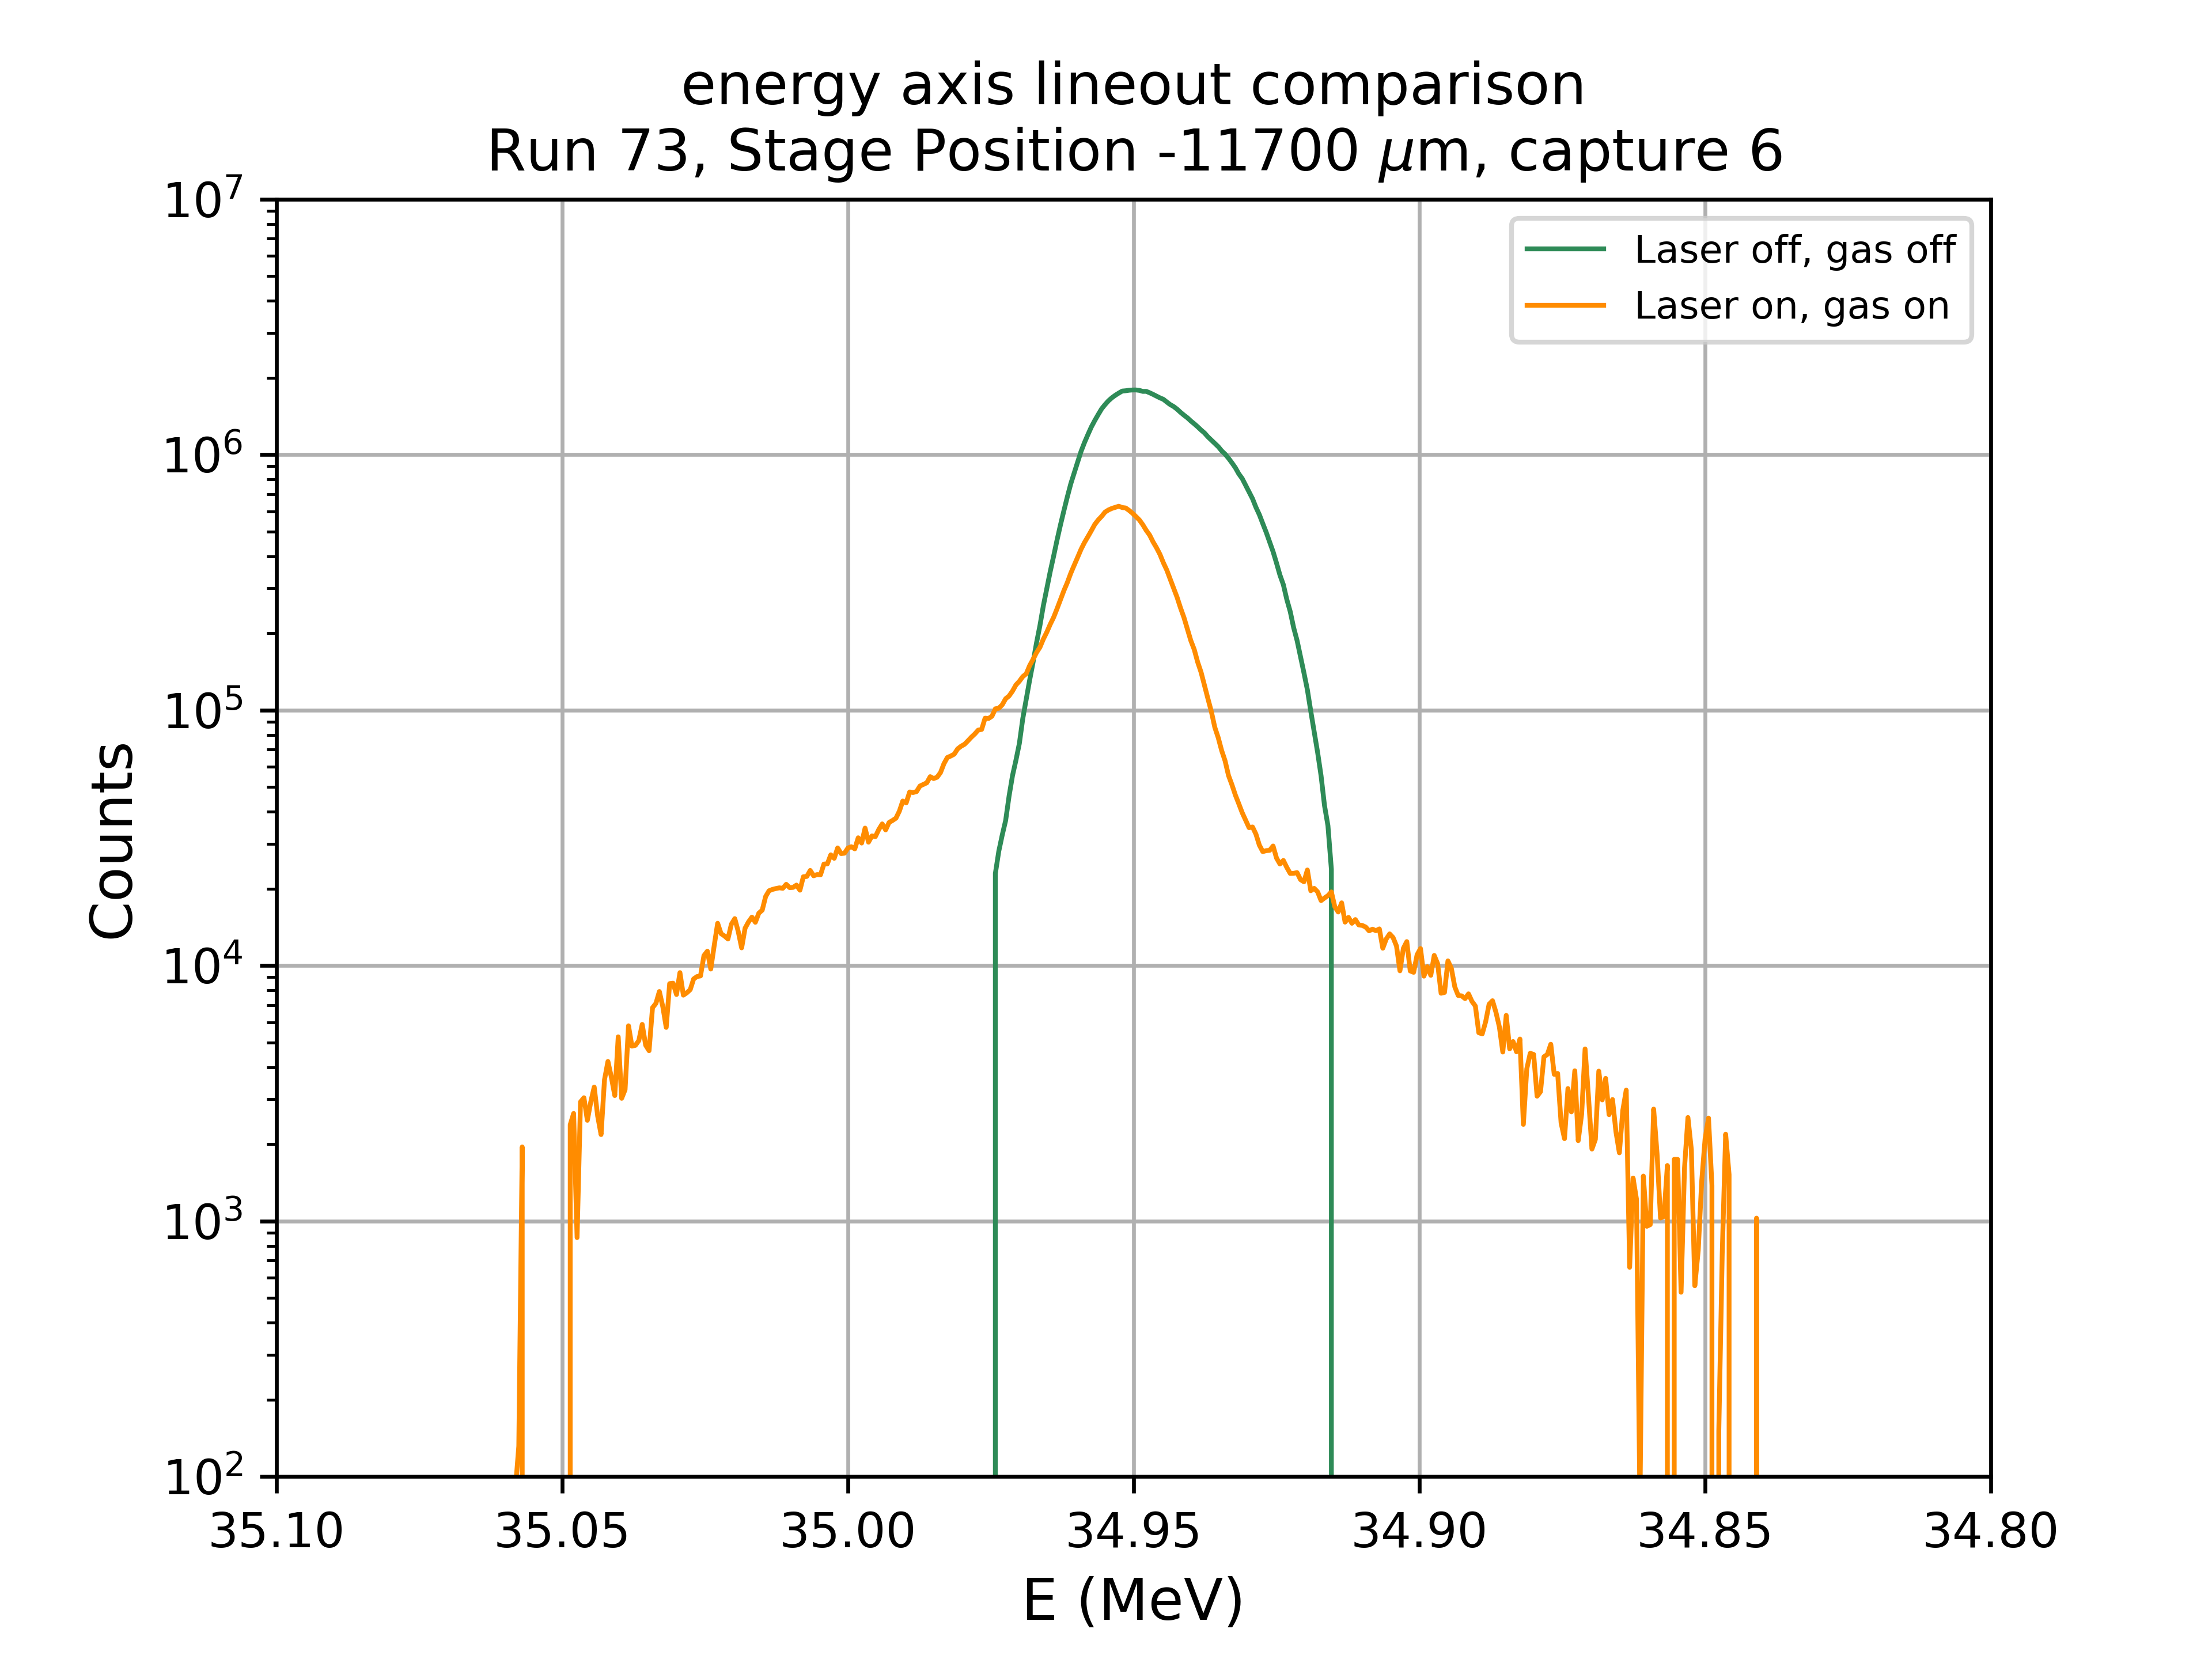 energy axis lineout comparison
Run 73, Stage Position -11700 μm, capture 6
Laser off, gas off
Laser on, gas on
10⁷
10⁶
10⁵
10⁴
10³
10²
Counts
35.10 35.05 35.00 34.95 34.90 34.85 34.80
E (MeV)